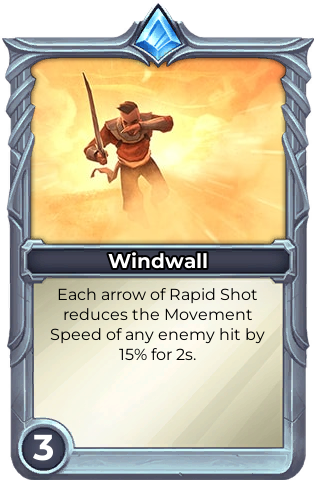 Windwall
Each arrow of Rapid Shot
reduces the Movement
Speed of any enemy hit by
15% for 2s.
3